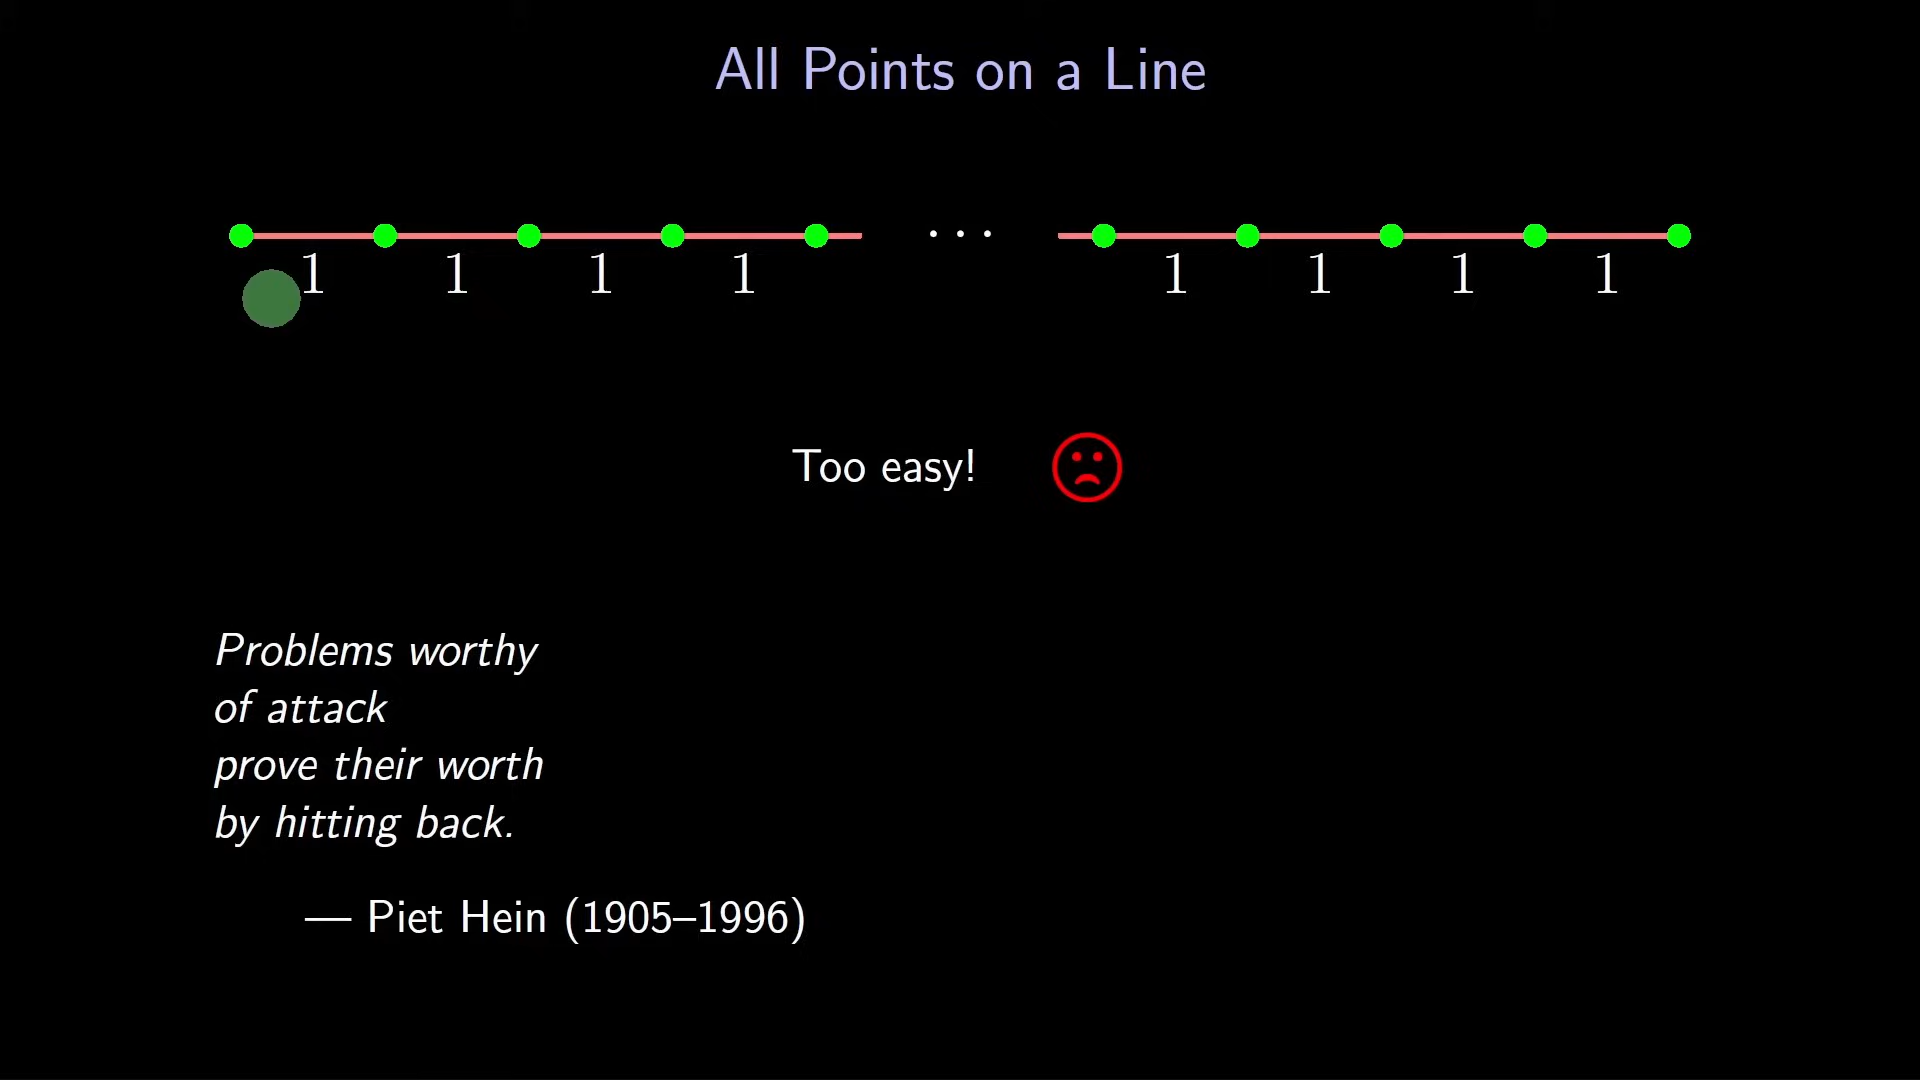 All Points on a Line
· · ·
1 1 1 1 1 1 1 1
Too easy!
Problems worthy
of attack
prove their worth
by hitting back.
— Piet Hein (1905–1996)